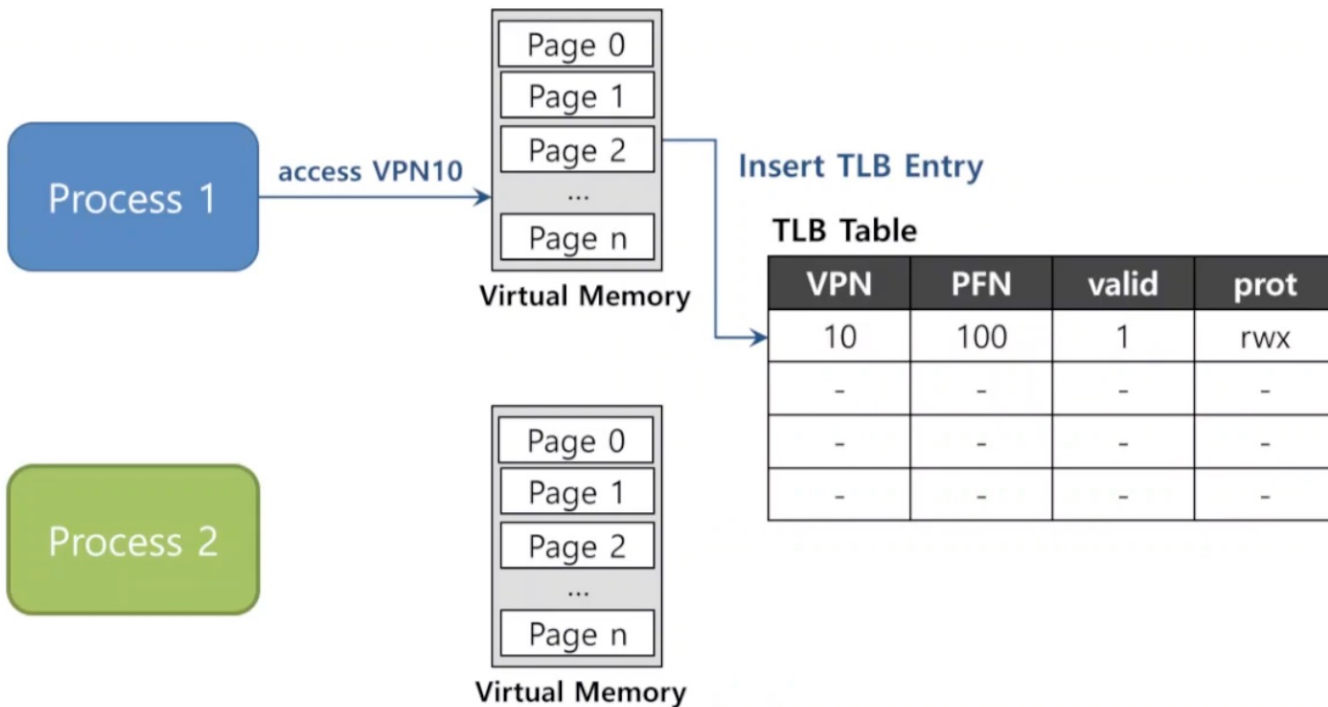 Process 1
access VPN10
Page 0
Page 1
Page 2
...
Page n
Virtual Memory
Insert TLB Entry
TLB Table
VPN PFN valid prot
10 100 1 rwx
- - - -
- - - -
- - - -
Process 2
Page 0
Page 1
Page 2
...
Page n
Virtual Memory